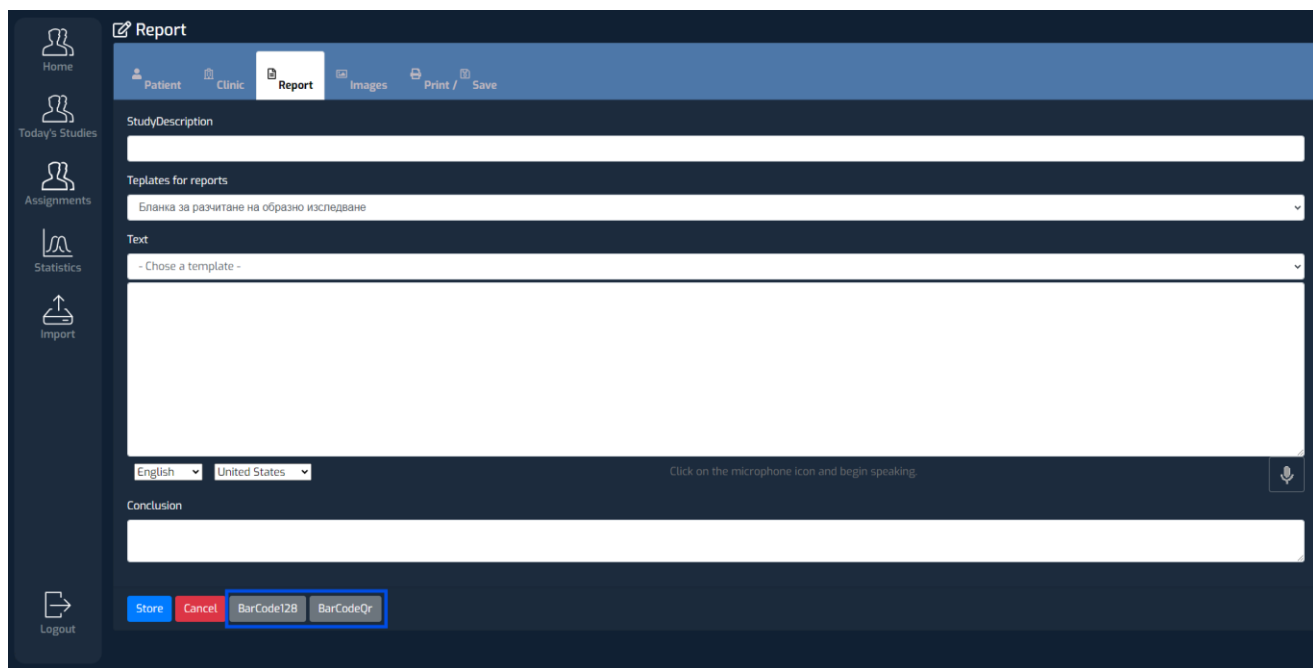 Report
Home
Today's Studies
Assignments
Statistics
Import
Logout
Patient Clinic Report Images Print / Save
StudyDescription
Teplates for reports
Бланка за разчитане на образно изследване
Text
- Chose a template -
English United States Click on the microphone icon and begin speaking.
Conclusion
Store Cancel BarCode128 BarCodeQr